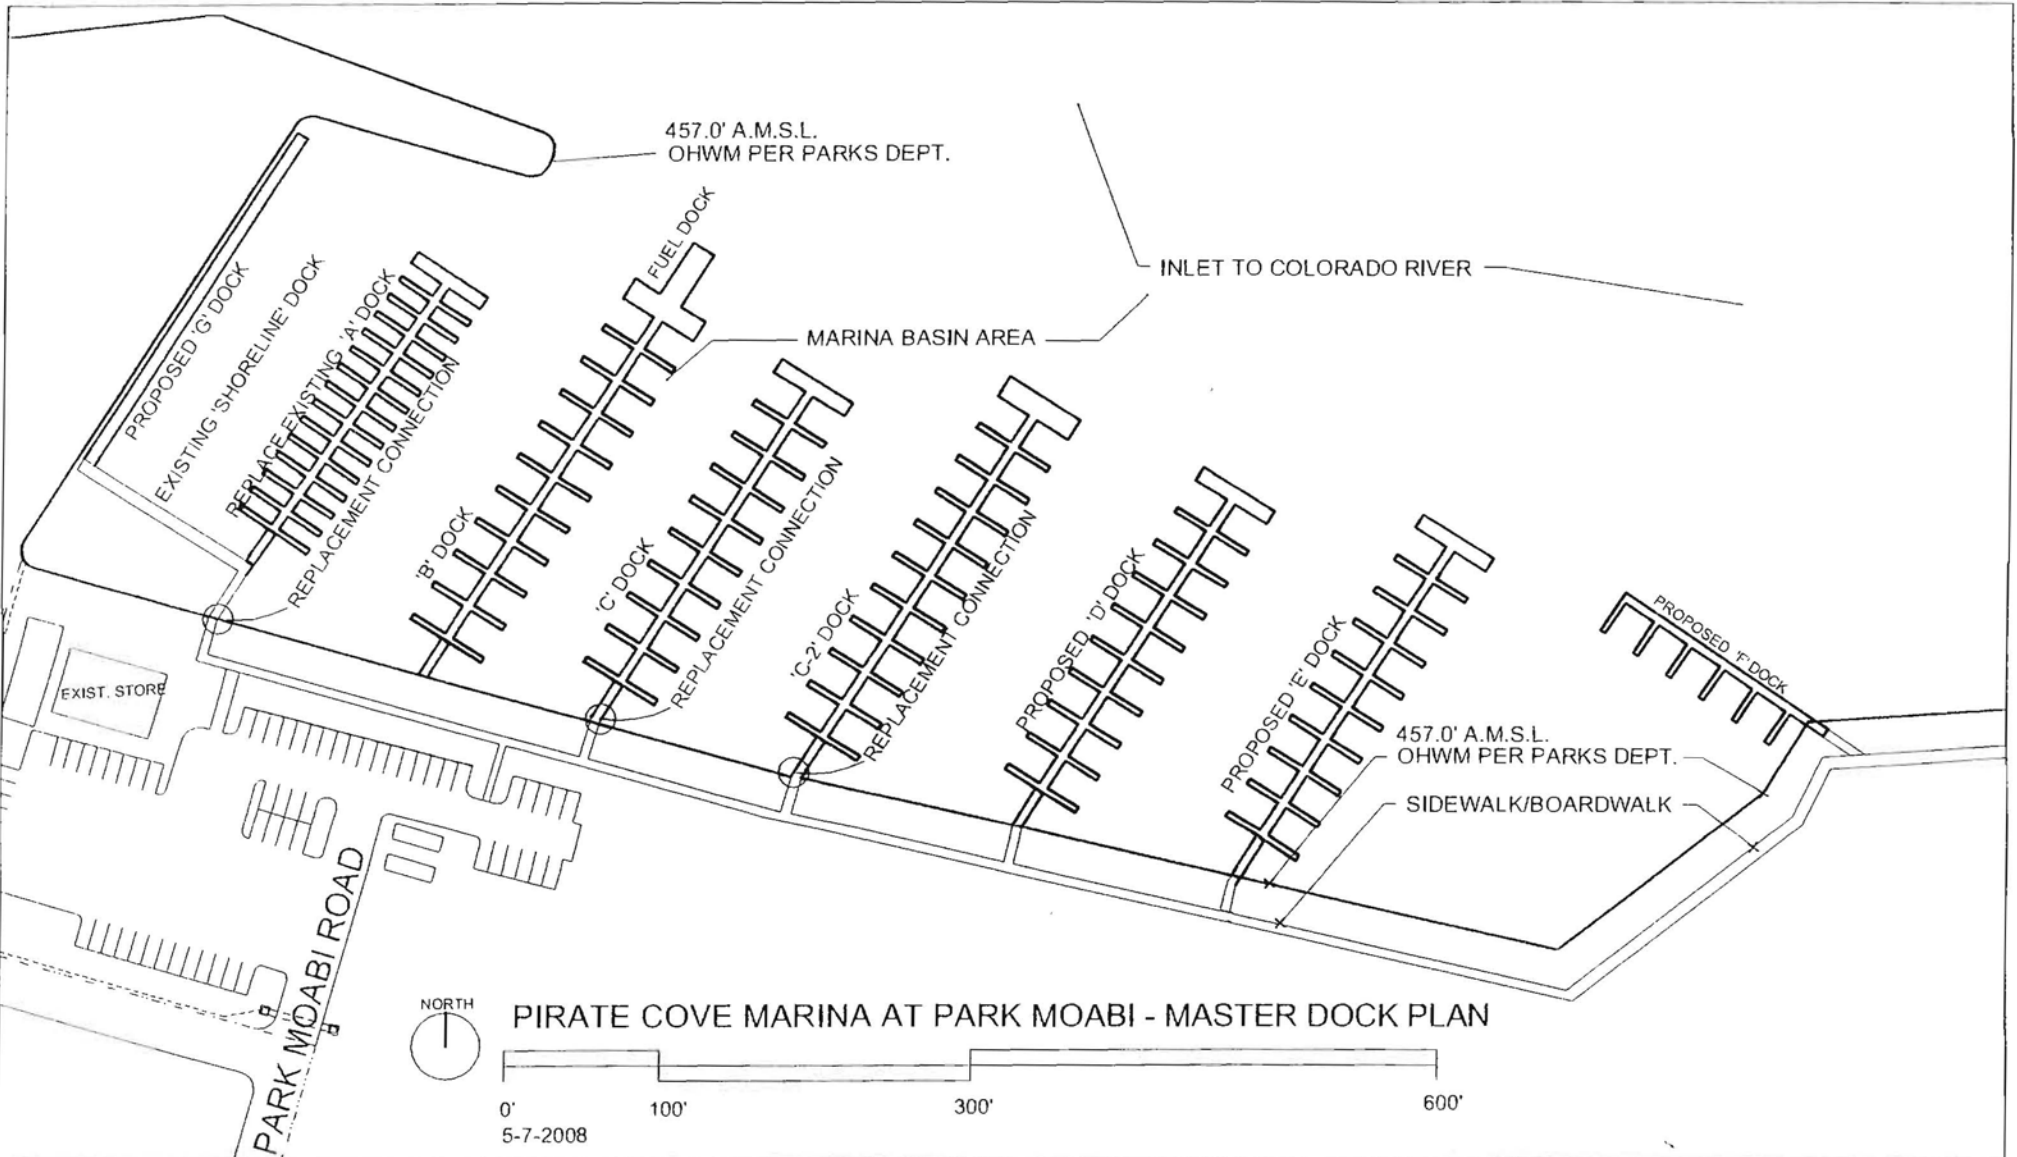 457.0' A.M.S.L.
OHWM PER PARKS DEPT.
FUEL DOCK
INLET TO COLORADO RIVER
MARINA BASIN AREA
PROPOSED 'G' DOCK
EXISTING 'SHORELINE' DOCK
REPLACE EXISTING 'A' DOCK
REPLACEMENT CONNECTION
'B' DOCK
'C' DOCK
REPLACEMENT CONNECTION
'C-2' DOCK
REPLACEMENT CONNECTION
PROPOSED 'D' DOCK
PROPOSED 'E' DOCK
PROPOSED 'F' DOCK
457.0' A.M.S.L.
OHWM PER PARKS DEPT.
SIDEWALK/BOARDWALK
EXIST. STORE
PARK MOABI ROAD
NORTH
PIRATE COVE MARINA AT PARK MOABI - MASTER DOCK PLAN
0' 100' 300' 600'
5-7-2008